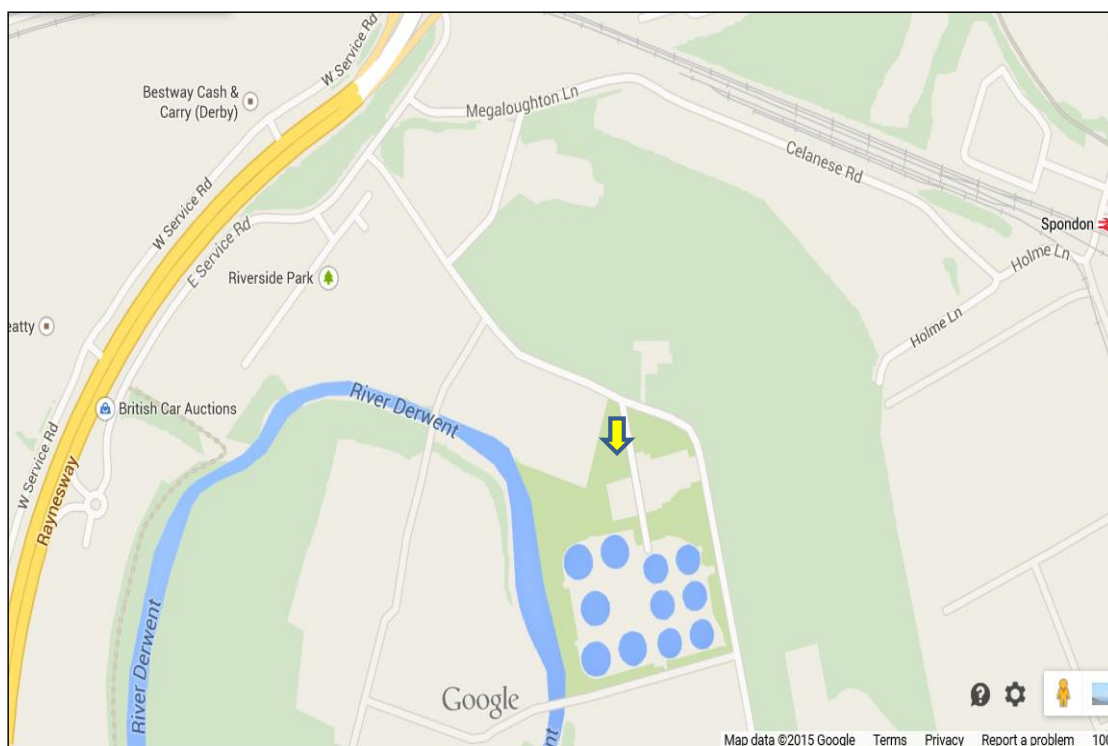 W Service Rd
Bestway Cash &
Carry (Derby)
Megaloughton Ln
Celanese Rd
W Service Rd
E Service Rd
Spondon
Holme Ln
Riverside Park
eatty
Holme Ln
River Derwent
British Car Auctions
W Service Rd
Raynesway
River Derwent
Google
nt
Map data ©2015 Google Terms Privacy Report a problem 100